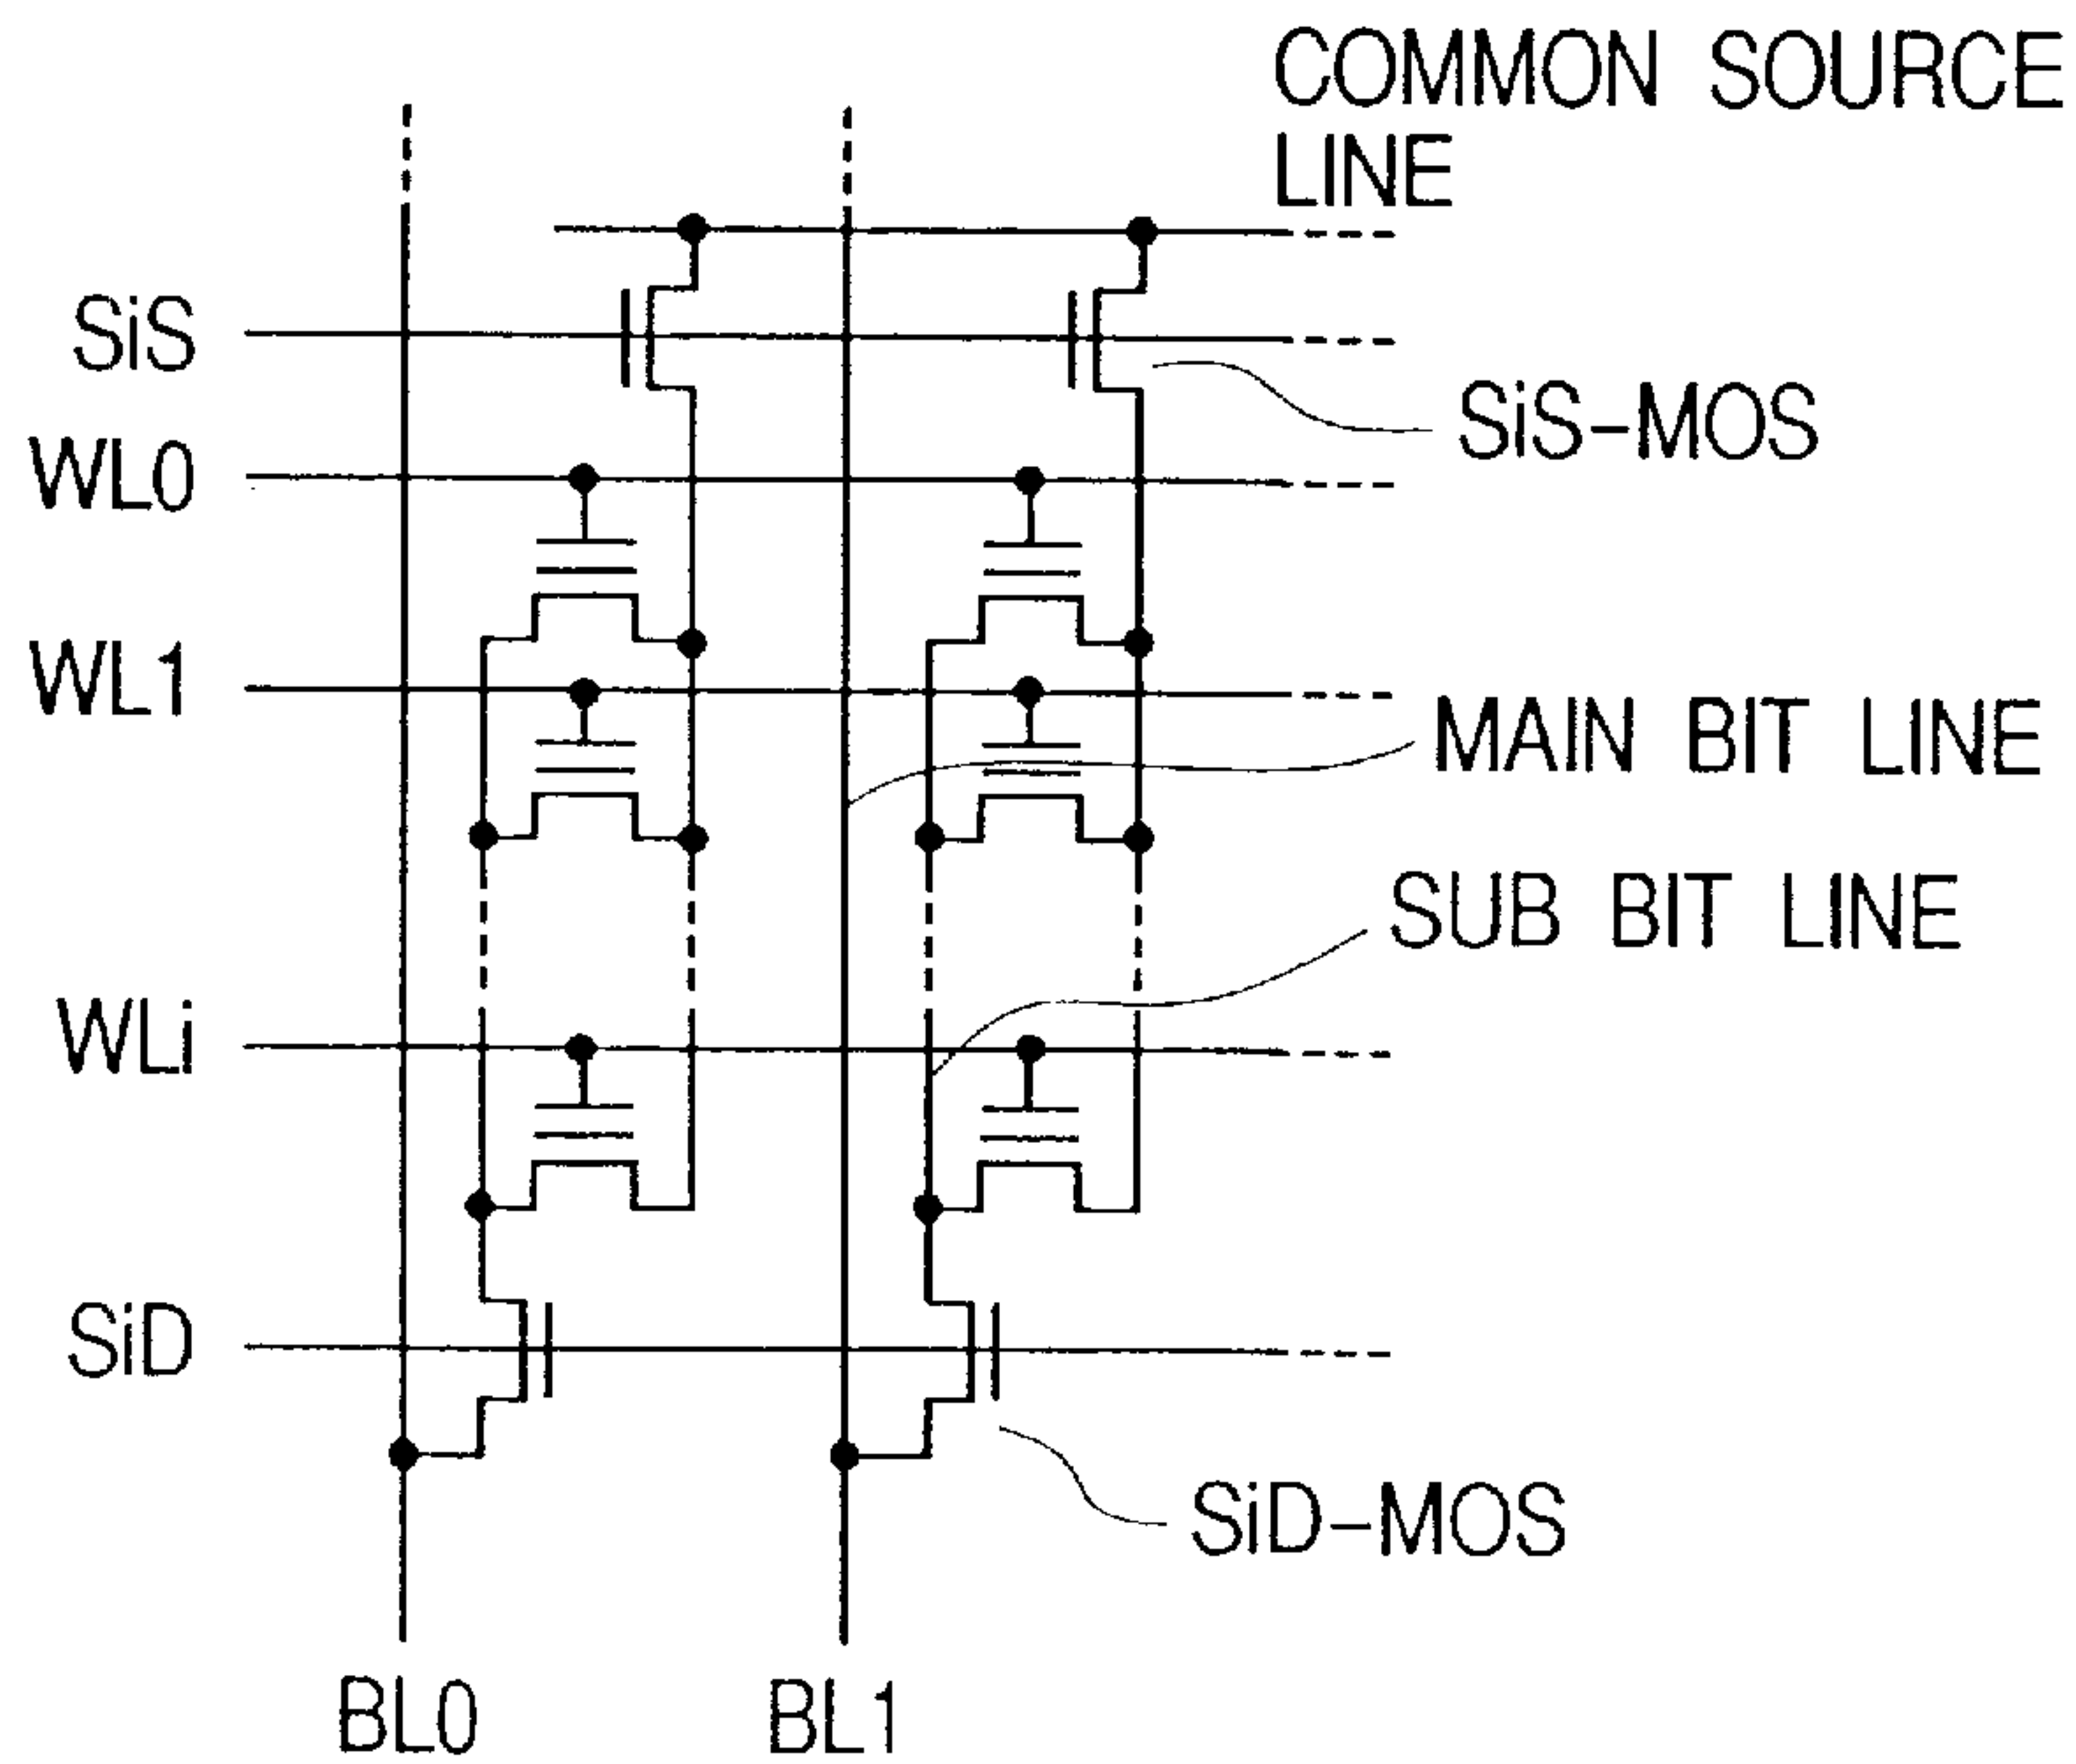 COMMON SOURCE
LINE
SiS
SiS-MOS
WL0
WL1
MAIN BIT LINE
SUB BIT LINE
WLi
SiD
SiD-MOS
BL0
BL1